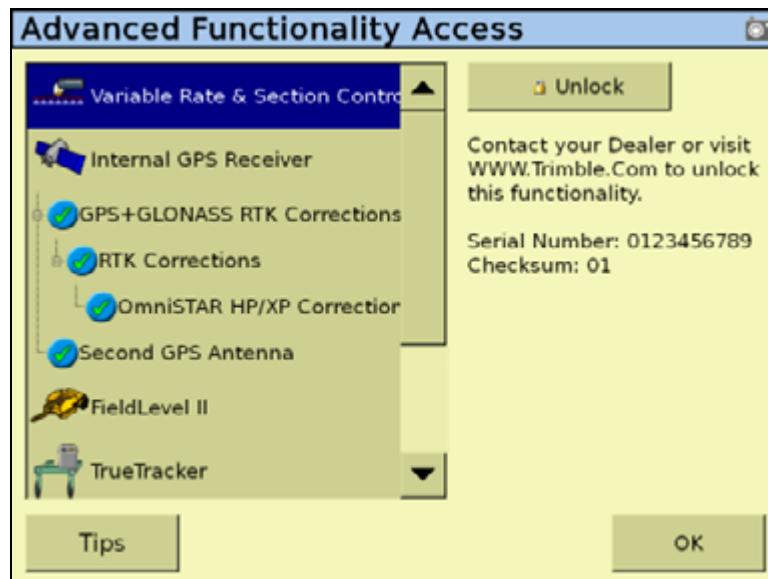 Advanced Functionality Access
Variable Rate & Section Contro
Internal GPS Receiver
GPS+GLONASS RTK Corrections
RTK Corrections
OmniSTAR HP/XP Correction
Second GPS Antenna
FieldLevel II
TrueTracker
Unlock
Contact your Dealer or visit
WWW.Trimble.Com to unlock
this functionality.
Serial Number: 0123456789
Checksum: 01
Tips
OK